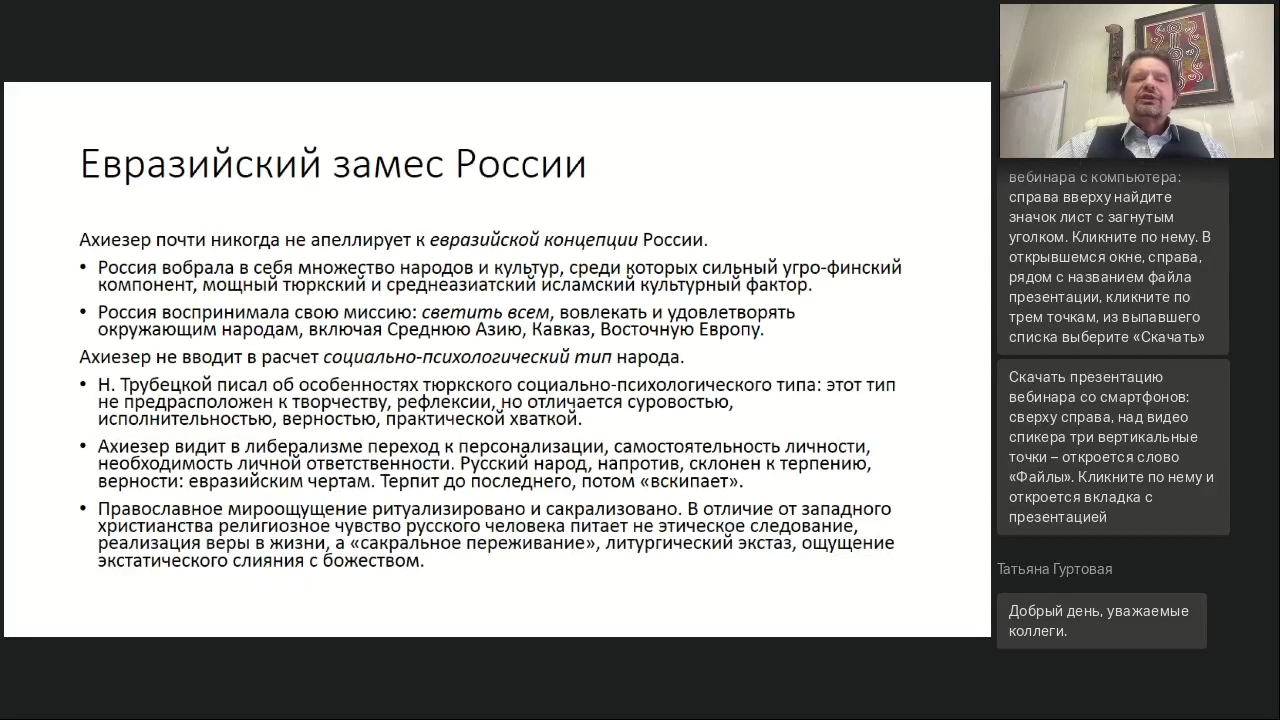 Евразийский замес России
Ахиезер почти никогда не апеллирует к евразийской концепции России.
• Россия вобрала в себя множество народов и культур, среди которых сильный угро-финский
компонент, мощный тюркский и среднеазиатский исламский культурный фактор.
• Россия воспринимала свою миссию: светить всем, вовлекать и удовлетворять
окружающим народам, включая Среднюю Азию, Кавказ, Восточную Европу.
Ахиезер не вводит в расчет социально-психологический тип народа.
• Н. Трубецкой писал об особенностях тюркского социально-психологического типа: этот тип
не предрасположен к творчеству, рефлексии, но отличается суровостью,
исполнительностью, верностью, практической хваткой.
• Ахиезер видит в либерализме переход к персонализации, самостоятельность личности,
необходимость личной ответственности. Русский народ, напротив, склонен к терпению,
верности: евразийским чертам. Терпит до последнего, потом «вскипает».
• Православное мироощущение ритуализировано и сакрализовано. В отличие от западного
христианства религиозное чувство русского человека питает не этическое следование,
реализация веры в жизни, а «сакральное переживание», литургический экстаз, ощущение
экстатического слияния с божеством.
вебинара с компьютера:
справа вверху найдите
значок лист с загнутым
уголком. Кликните по нему. В
открывшемся окне, справа,
рядом с названием файла
презентации, кликните по
трем точкам, из выпавшего
списка выберите «Скачать»
Скачать презентацию
вебинара со смартфонов:
сверху справа, над видео
спикера три вертикальные
точки – откроется слово
«Файлы». Кликните по нему и
откроется вкладка с
презентацией
Татьяна Гуртовая
Добрый день, уважаемые
коллеги.